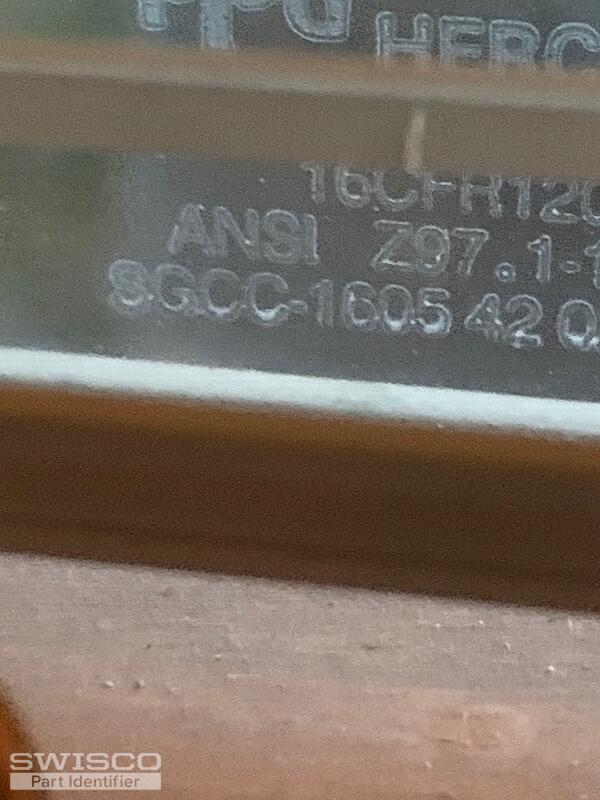 PPG HERC
16CFR120
ANSI Z97.1-1
SGCC-1605 42 0
SWISCO
Part Identifier